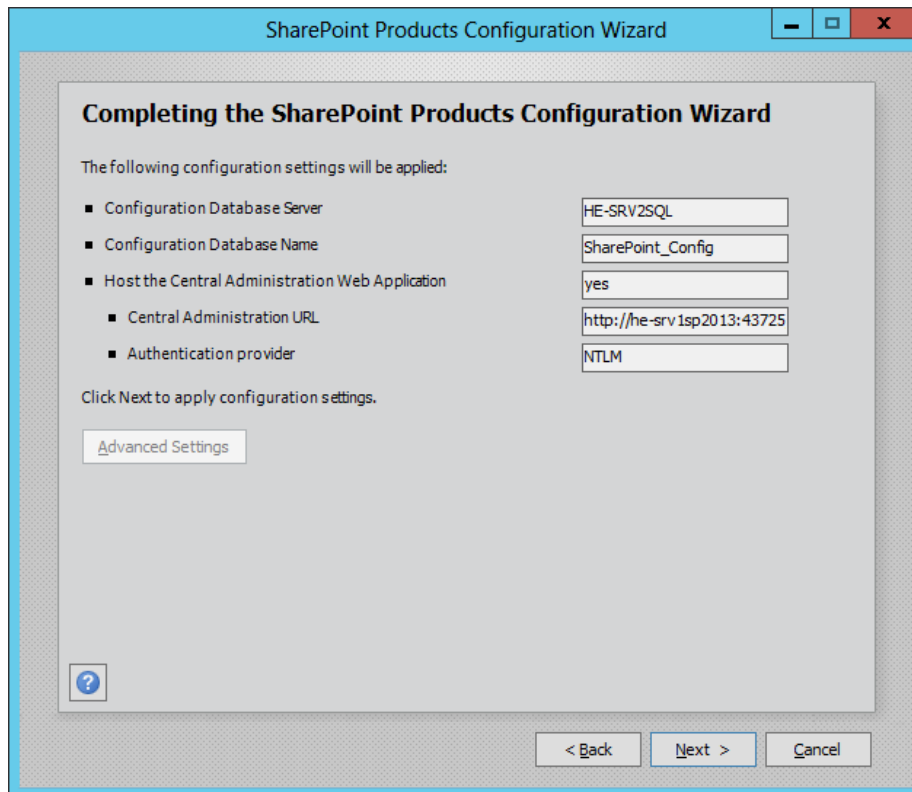 SharePoint Products Configuration Wizard
Completing the SharePoint Products Configuration Wizard
The following configuration settings will be applied:
Configuration Database Server HE-SRV2SQL
Configuration Database Name SharePoint_Config
Host the Central Administration Web Application yes
Central Administration URL http://he-srv1sp2013:43725
Authentication provider NTLM
Click Next to apply configuration settings.
Advanced Settings
?
< Back Next > Cancel